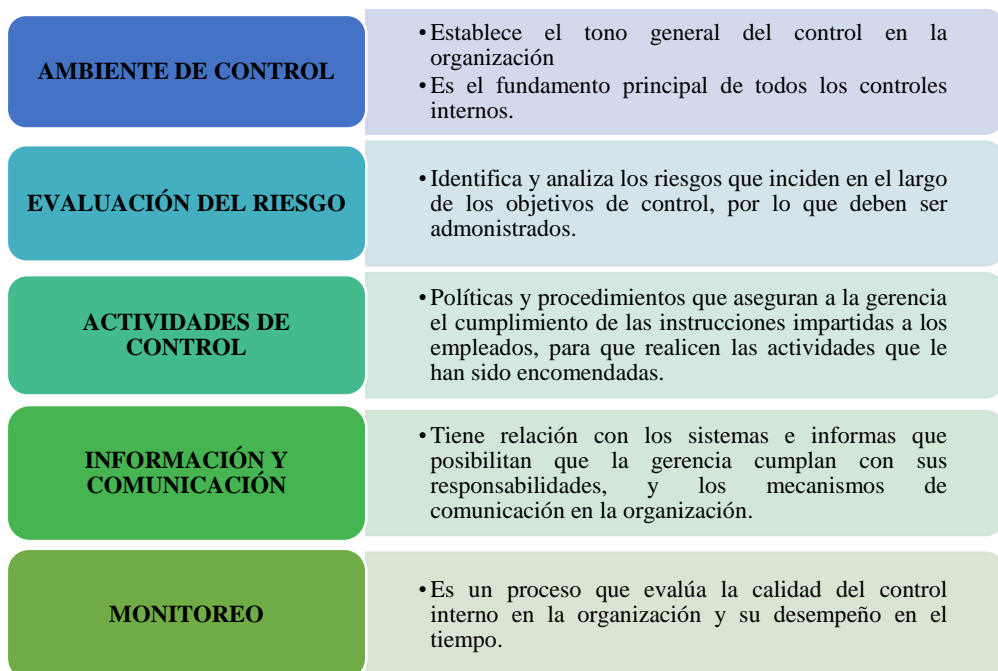 AMBIENTE DE CONTROL
•Establece el tono general del control en la
organización
•Es el fundamento principal de todos los controles
internos.
EVALUACIÓN DEL RIESGO
•Identifica y analiza los riesgos que inciden en el largo
de los objetivos de control, por lo que deben ser
admonistrados.
ACTIVIDADES DE
CONTROL
•Políticas y procedimientos que aseguran a la gerencia
el cumplimiento de las instrucciones impartidas a los
empleados, para que realicen las actividades que le
han sido encomendadas.
INFORMACIÓN Y
COMUNICACIÓN
•Tiene relación con los sistemas e informas que
posibilitan que la gerencia cumplan con sus
responsabilidades, y los mecanismos de
comunicación en la organización.
MONITOREO
•Es un proceso que evalúa la calidad del control
interno en la organización y su desempeño en el
tiempo.